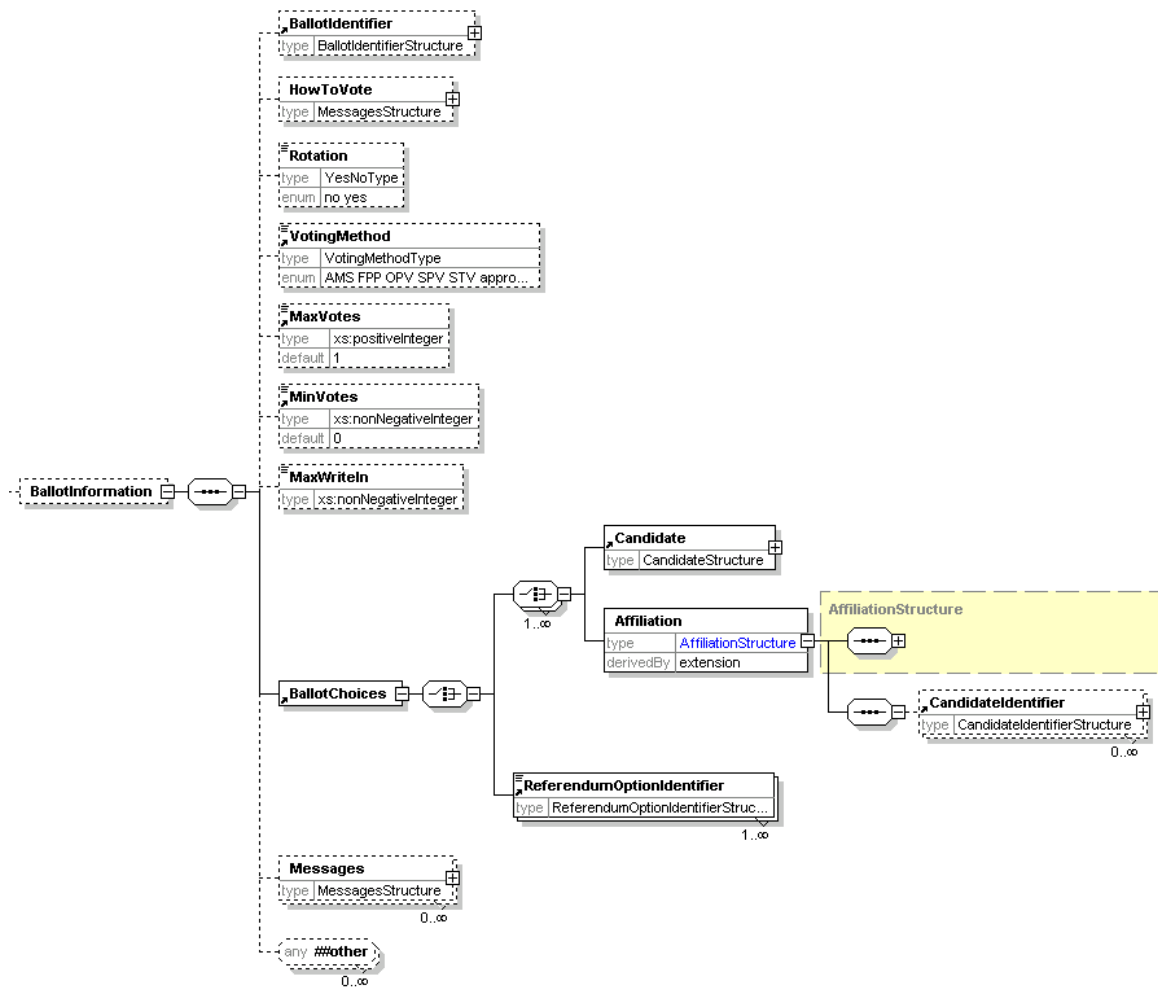 BallotIdentifier
type BallotIdentifierStructure
HowToVote
type MessagesStructure
Rotation
type YesNoType
enum no yes
VotingMethod
type VotingMethodType
enum AMS FPP OPV SPV STV appro...
MaxVotes
type xs:positiveInteger
default 1
MinVotes
type xs:nonNegativeInteger
default 0
MaxWriteIn
type xs:nonNegativeInteger
BallotInformation
Candidate
type CandidateStructure
1..∞
Affiliation
type AffiliationStructure
derivedBy extension
AffiliationStructure
BallotChoices
CandidateIdentifier
type CandidateIdentifierStructure
0..∞
ReferendumOptionIdentifier
type ReferendumOptionIdentifierStruc...
1..∞
Messages
type MessagesStructure
0..∞
any ##other
0..∞